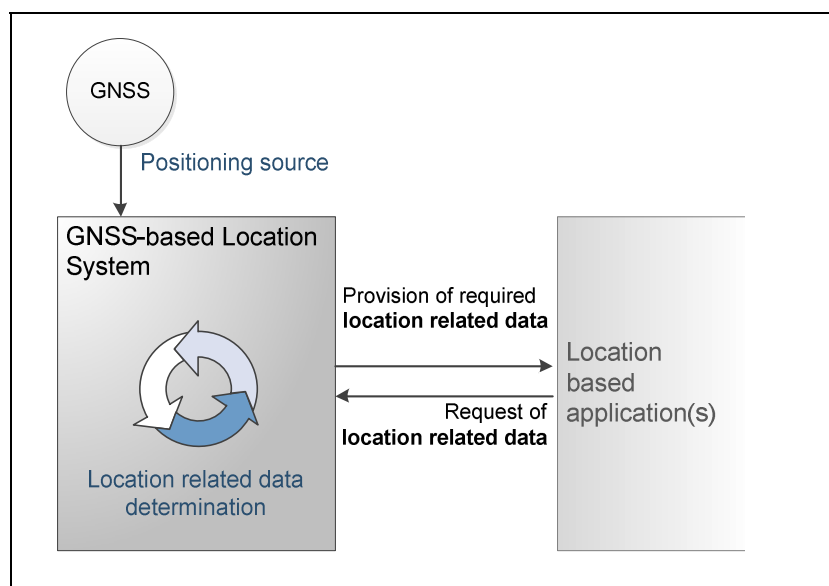 GNSS
Positioning source
GNSS-based Location
System
Provision of required
location related data
Location
based
application(s)
Request of
location related data
Location related data
determination